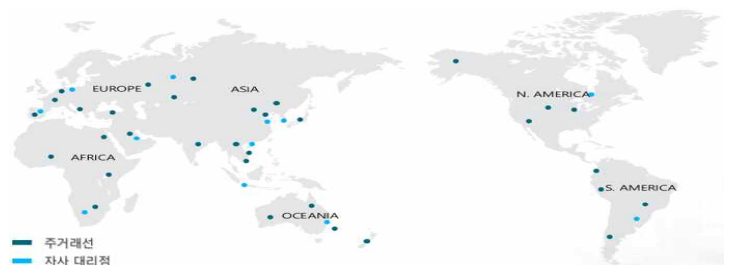 EUROPE
ASIA
N. AMERICA
AFRICA
S. AMERICA
OCEANIA
주거래선
자사 대리점